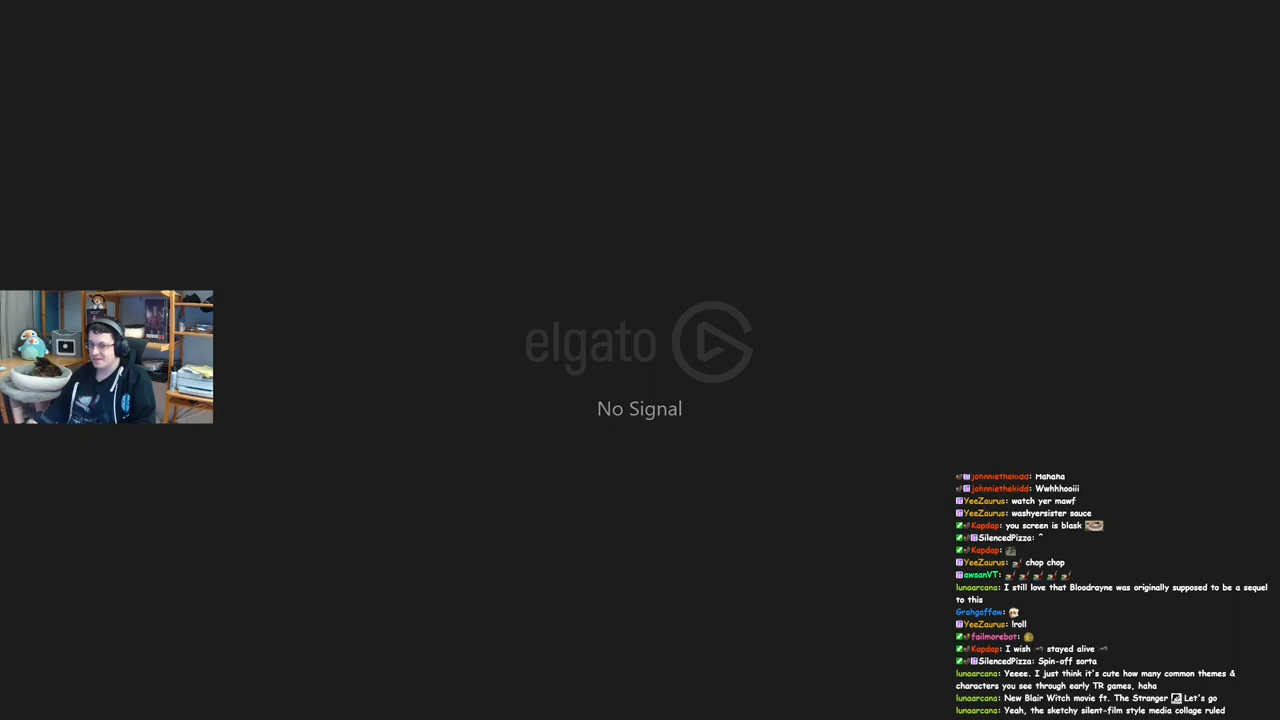 elgato
No Signal
johnniethekidd: Hahaha
johnniethekidd: Wwhhhooiii
YeeZaurus: watch yer mawf
YeeZaurus: washyersister sauce
Kapdap: you screen is blask
SilencedPizza: ^
Kapdap:
YeeZaurus: chop chop
awsanVT:
lunaarcana: I still love that Bloodrayne was originally supposed to be a sequel
to this
Grahgaffaw:
YeeZaurus: !roll
failmorebot:
Kapdap: I wish stayed alive
SilencedPizza: Spin-off sorta
lunaarcana: Yeeee. I just think it's cute how many common themes &
characters you see through early TR games, haha
lunaarcana: New Blair Witch movie ft. The Stranger Let's go
lunaarcana: Yeah, the sketchy silent-film style media collage ruled